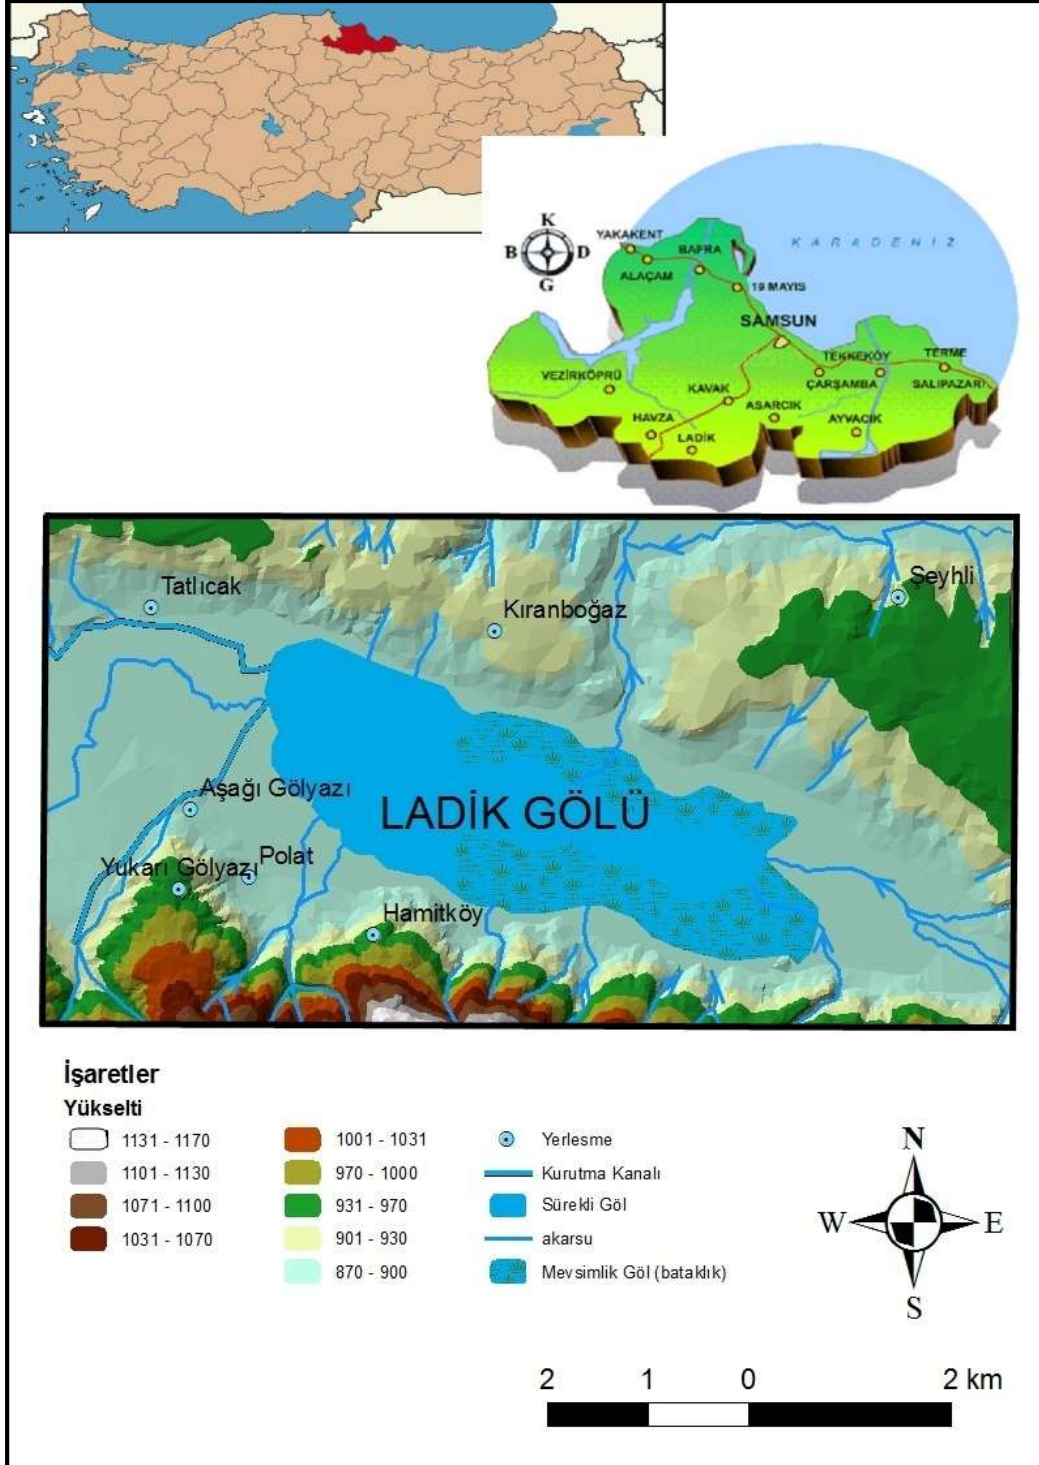 K
B D
G
KARADENİZ
YAKAKENT
BAFRA
ALAÇAM
19 MAYIS
SAMSUN
TEKKEKÖY
TERME
VEZİRKÖPRÜ
KAVAK
ÇARŞAMBA
SALIPAZARI
ASARCIK
HAVZA
AYVACIK
LADİK
Tatlıcak
Kıranboğaz
Şeyhli
Aşağı Gölyazı
LADİK GÖLÜ
Yukarı Gölyazı
Polat
Hamitköy
İşaretler
Yükselti
1131 - 1170
1101 - 1130
1071 - 1100
1031 - 1070
1001 - 1031
970 - 1000
931 - 970
901 - 930
870 - 900
Yerlesme
Kurutma Kanalı
Sürekli Göl
akarsu
Mevsimlik Göl (bataklık)
N
W E
S
2 1 0 2 km